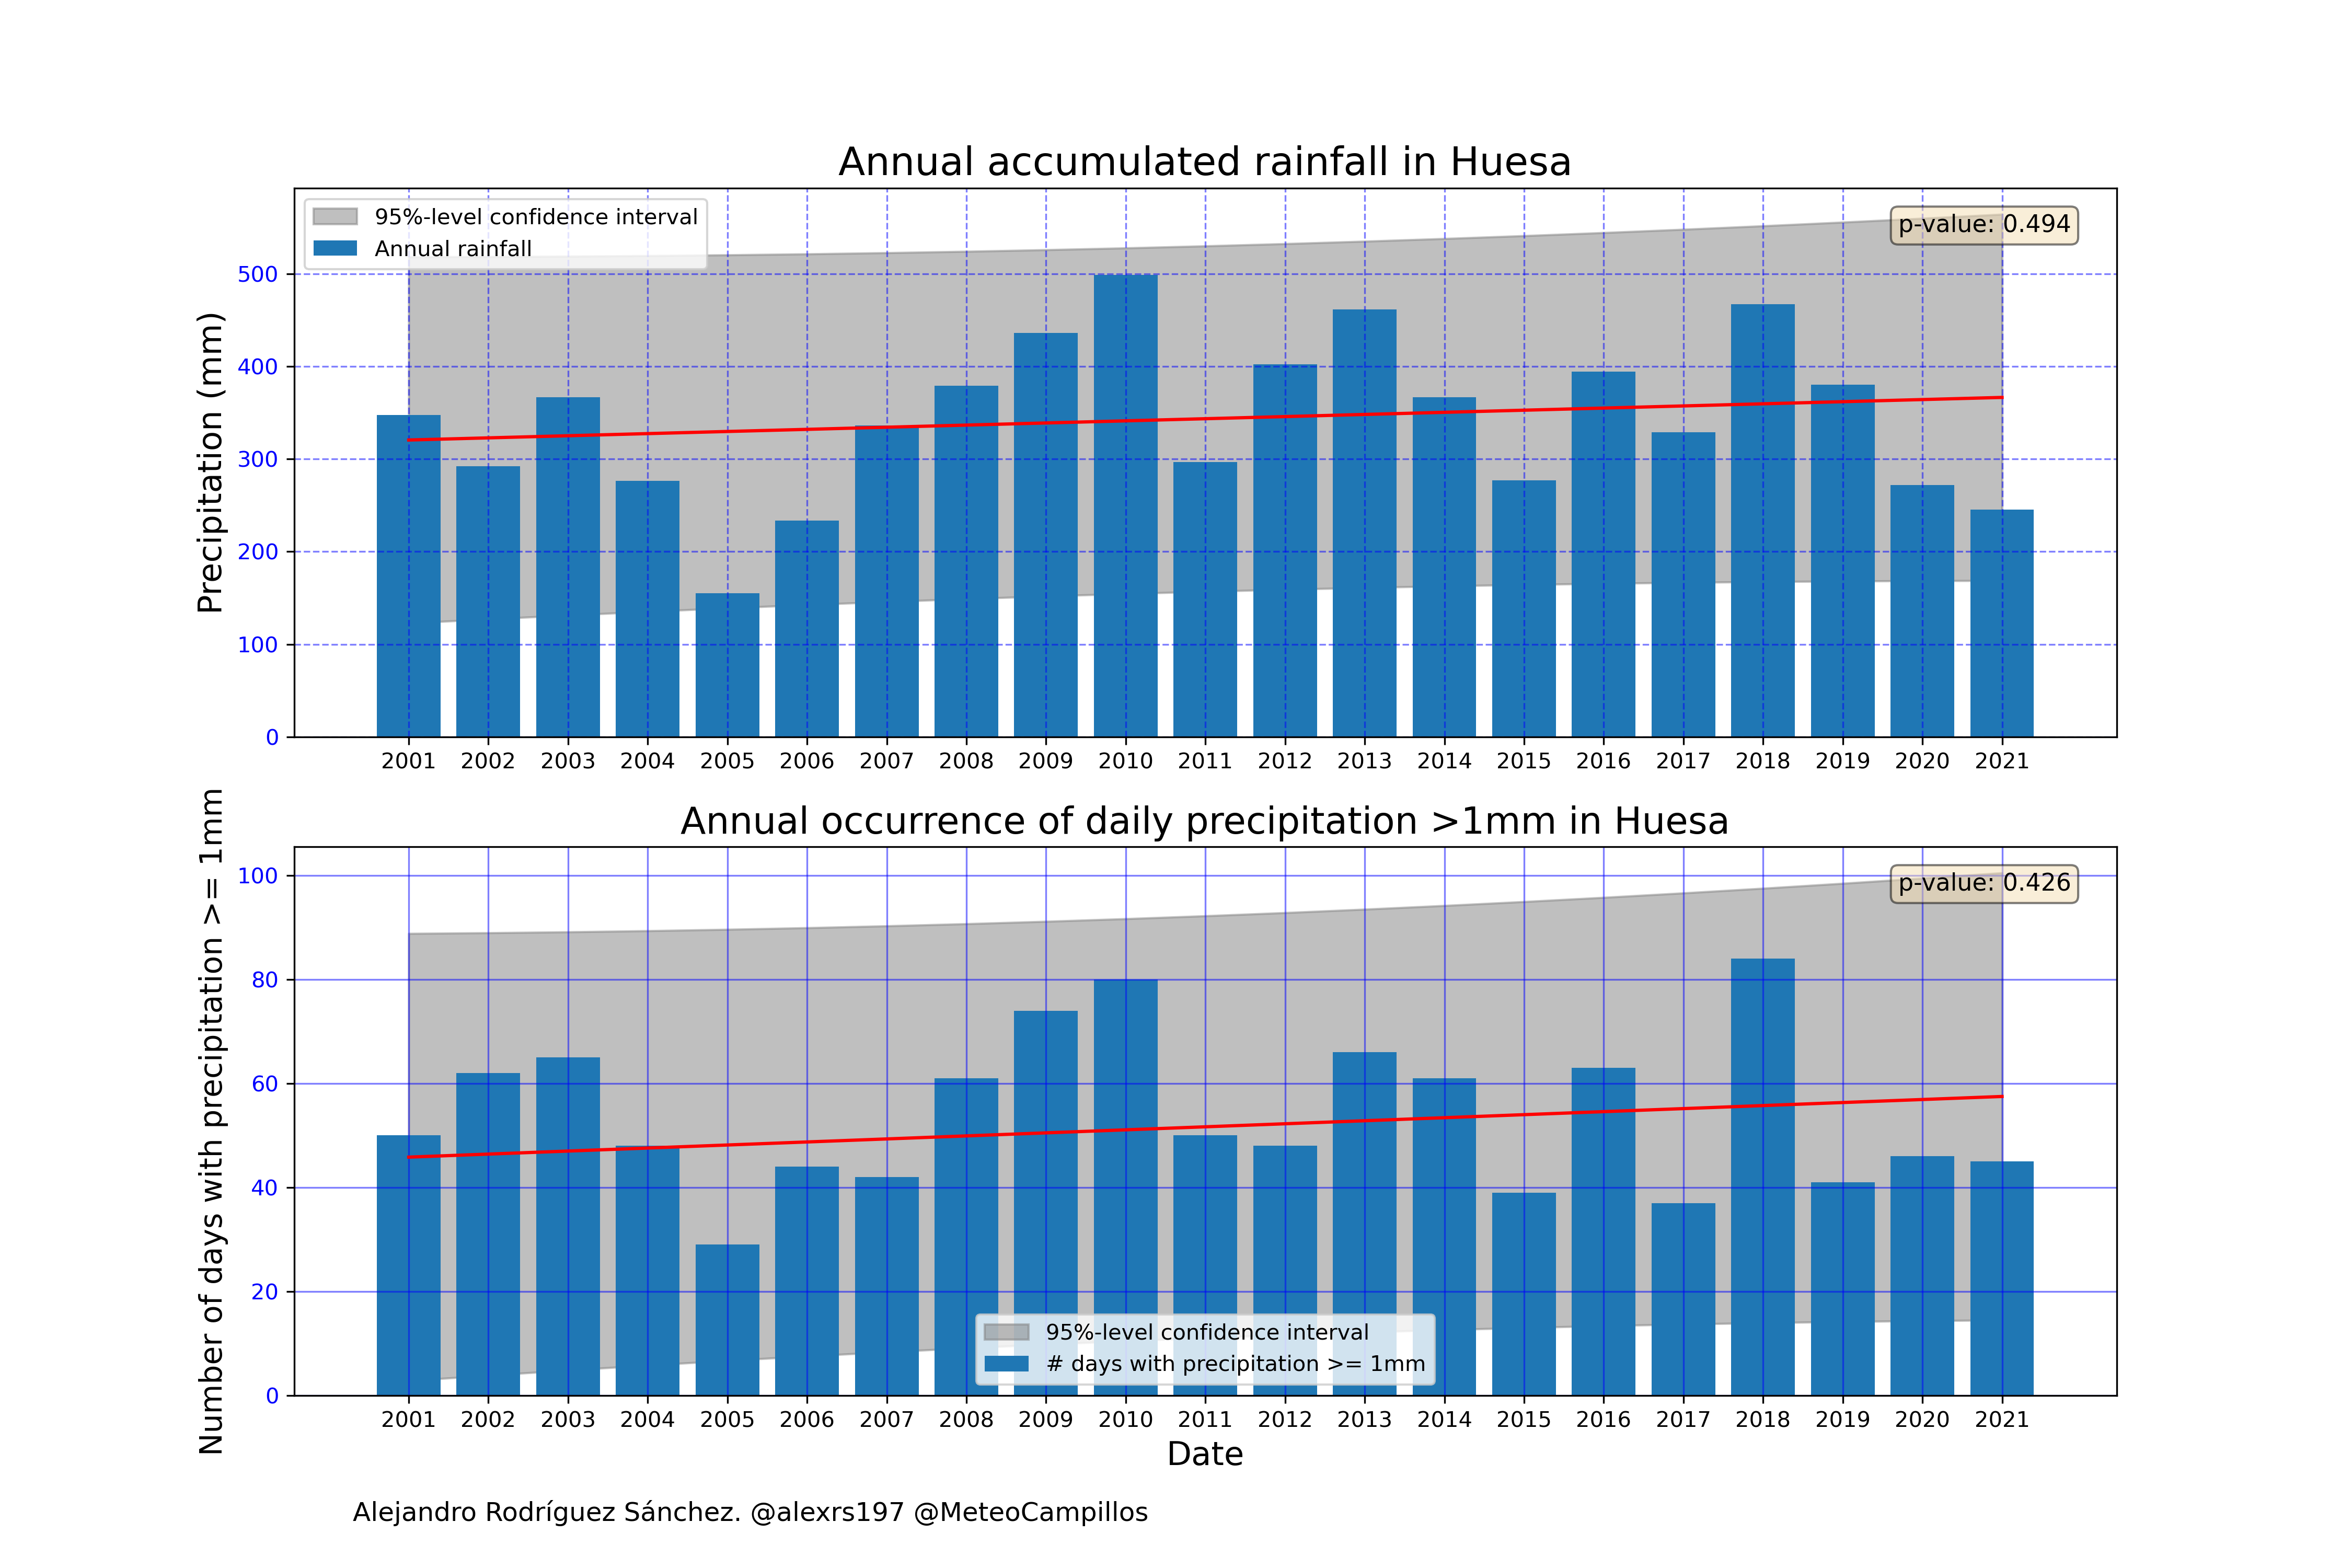 Annual accumulated rainfall in Huesa
95%-level confidence interval
Annual rainfall
p-value: 0.494
Precipitation (mm)
500
400
300
200
100
0
2001 2002 2003 2004 2005 2006 2007 2008 2009 2010 2011 2012 2013 2014 2015 2016 2017 2018 2019 2020 2021
Annual occurrence of daily precipitation >1mm in Huesa
p-value: 0.426
Number of days with precipitation >= 1mm
100
80
60
40
20
0
95%-level confidence interval
# days with precipitation >= 1mm
2001 2002 2003 2004 2005 2006 2007 2008 2009 2010 2011 2012 2013 2014 2015 2016 2017 2018 2019 2020 2021
Date
Alejandro Rodríguez Sánchez. @alexrs197 @MeteoCampillos